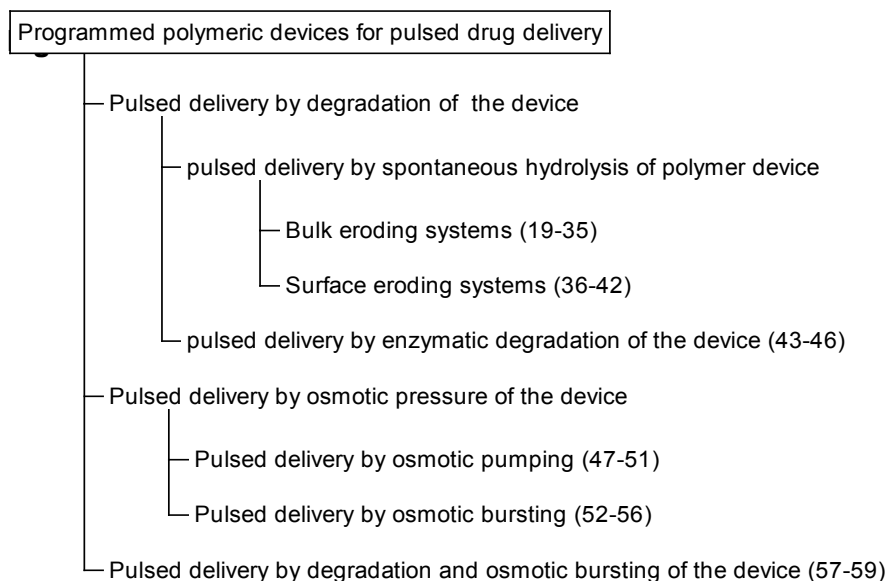 Programmed polymeric devices for pulsed drug delivery
Pulsed delivery by degradation of the device
pulsed delivery by spontaneous hydrolysis of polymer device
Bulk eroding systems (19-35)
Surface eroding systems (36-42)
pulsed delivery by enzymatic degradation of the device (43-46)
Pulsed delivery by osmotic pressure of the device
Pulsed delivery by osmotic pumping (47-51)
Pulsed delivery by osmotic bursting (52-56)
Pulsed delivery by degradation and osmotic bursting of the device (57-59)